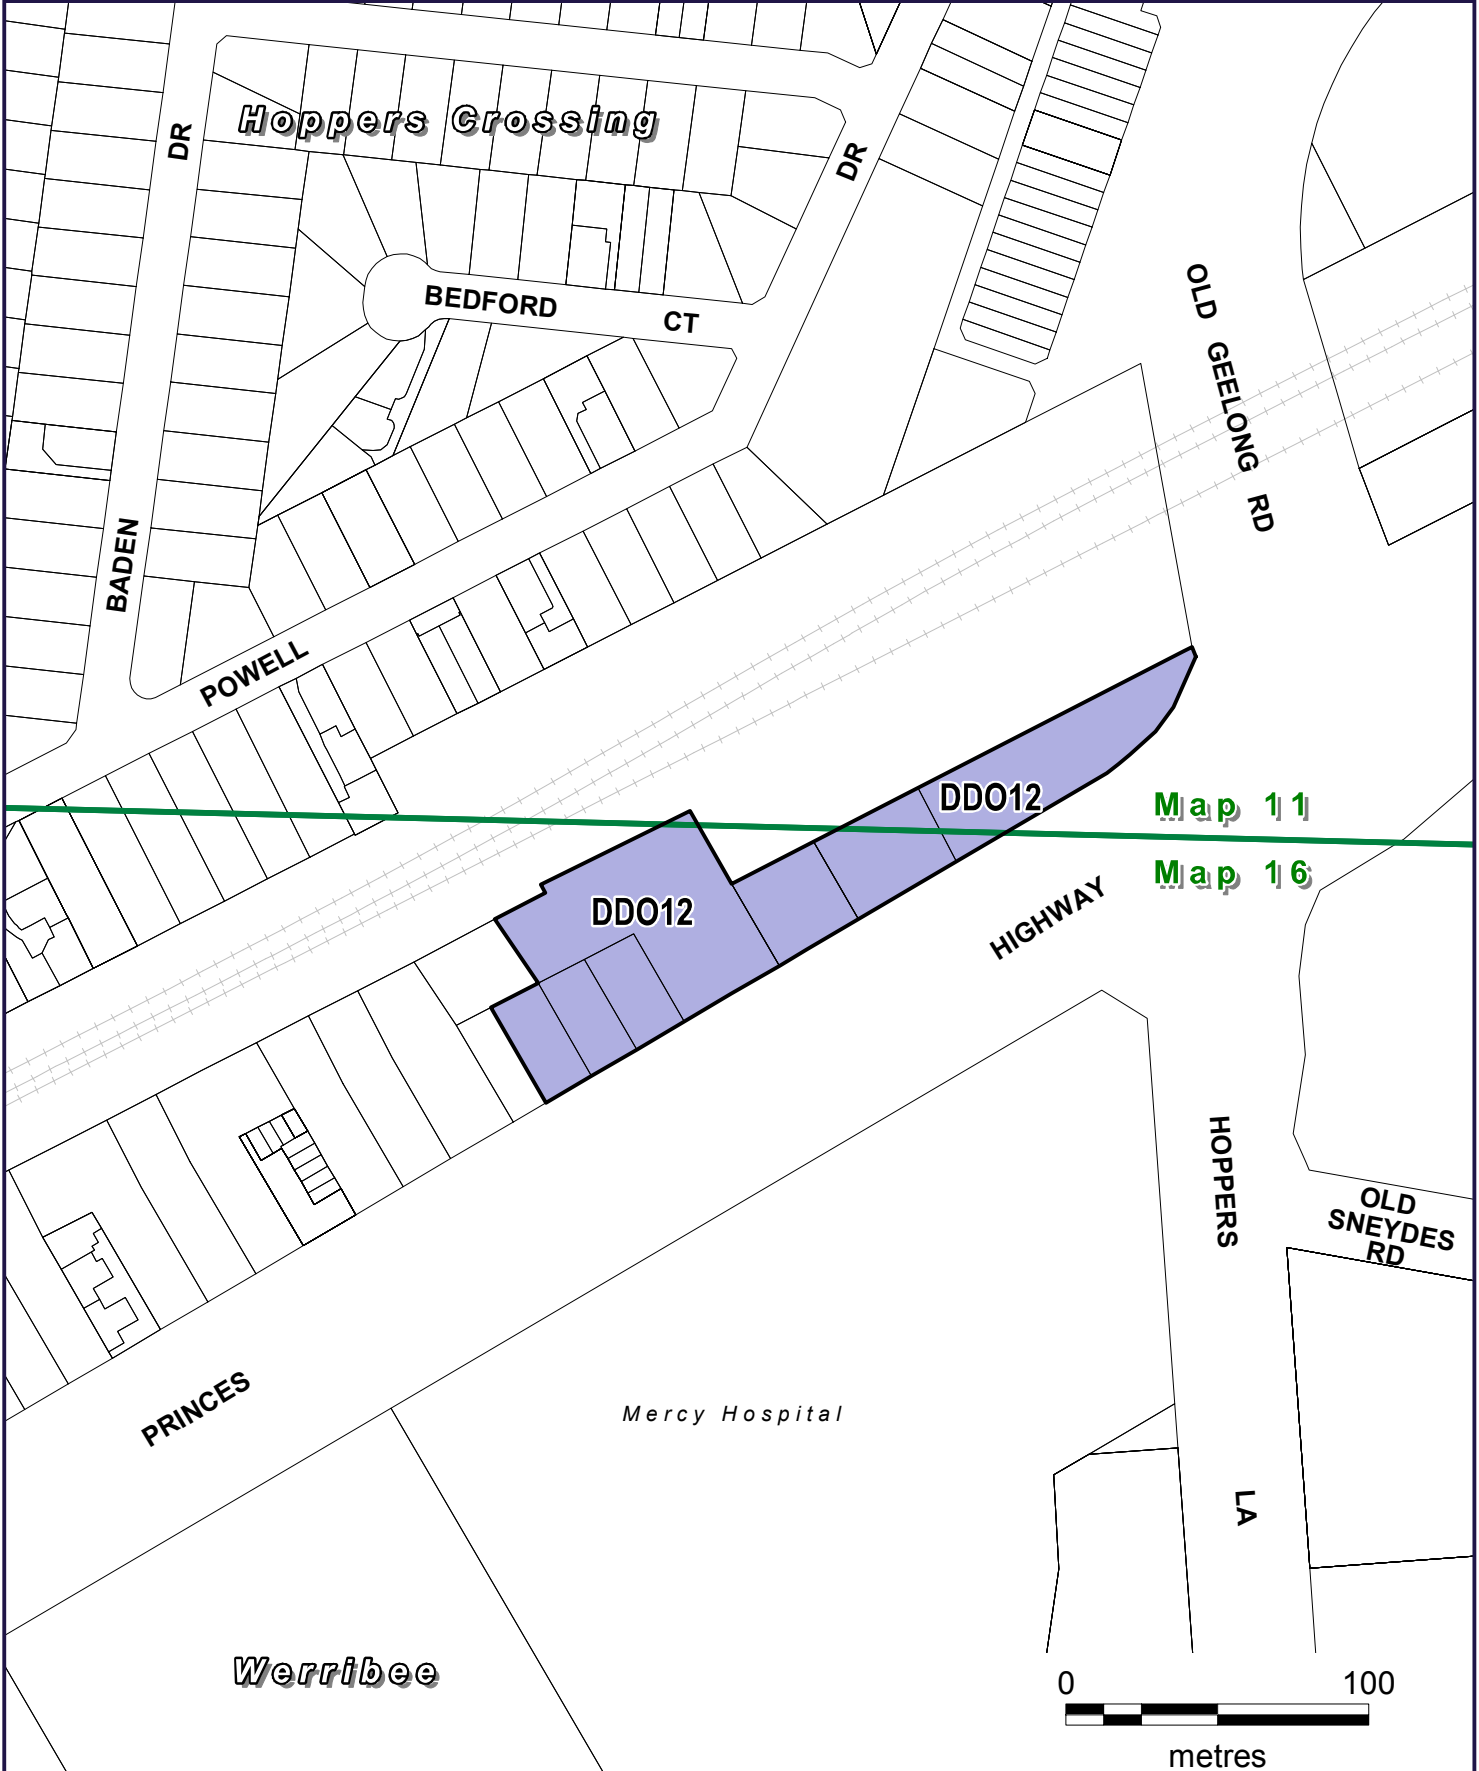 Hoppers Crossing
DR
DR
BEDFORD CT
OLD GEELONG RD
BADEN
POWELL
DDO12
Map 11
Map 16
DDO12
HIGHWAY
HOPPERS
OLD
SNEYDES
RD
PRINCES
Mercy Hospital
LA
Werribee
0 100
metres